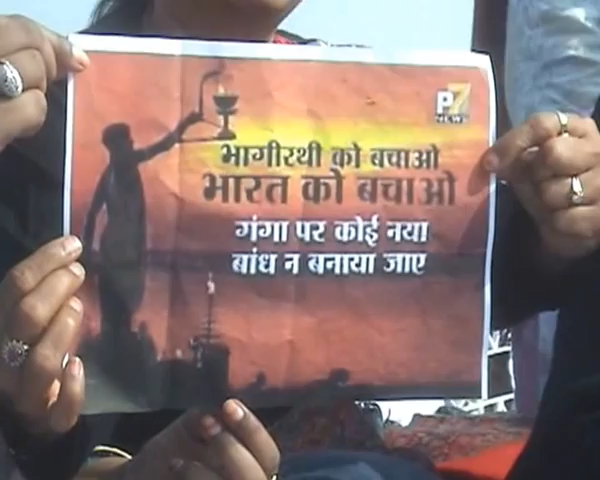 P7
NEWS
भागीरथी को बचाओ
भारत को बचाओ
गंगा पर कोई नया
बांध न बनाया जाए